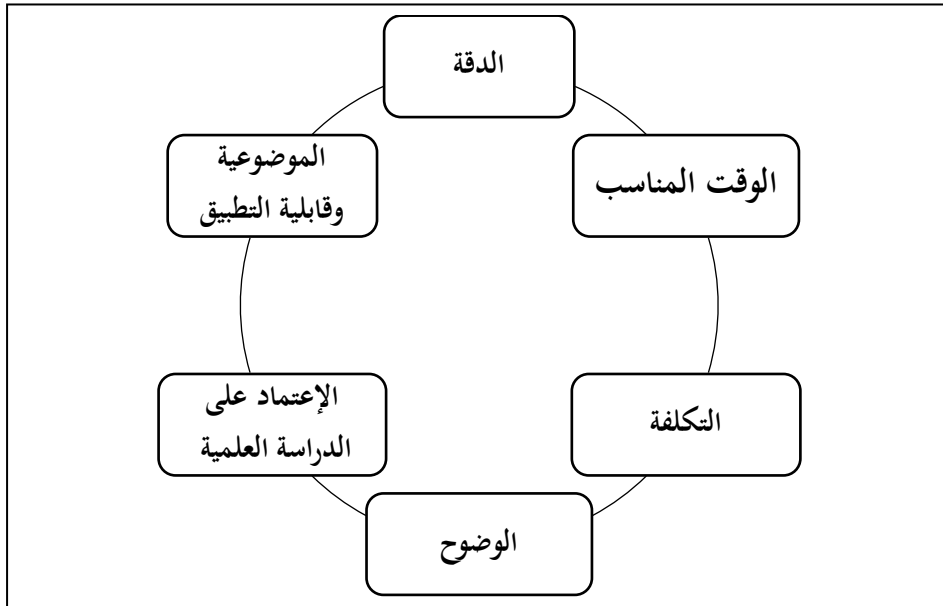 الدقة
الوقت المناسب
التكلفة
الوضوح
الإعتماد على
الدراسة العلمية
الموضوعية
وقابلية التطبيق